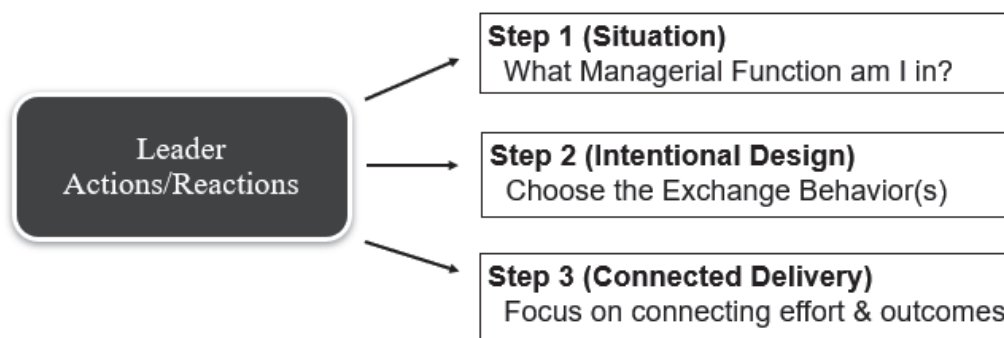 Leader
Actions/Reactions
Step 1 (Situation)
What Managerial Function am I in?
Step 2 (Intentional Design)
Choose the Exchange Behavior(s)
Step 3 (Connected Delivery)
Focus on connecting effort & outcomes